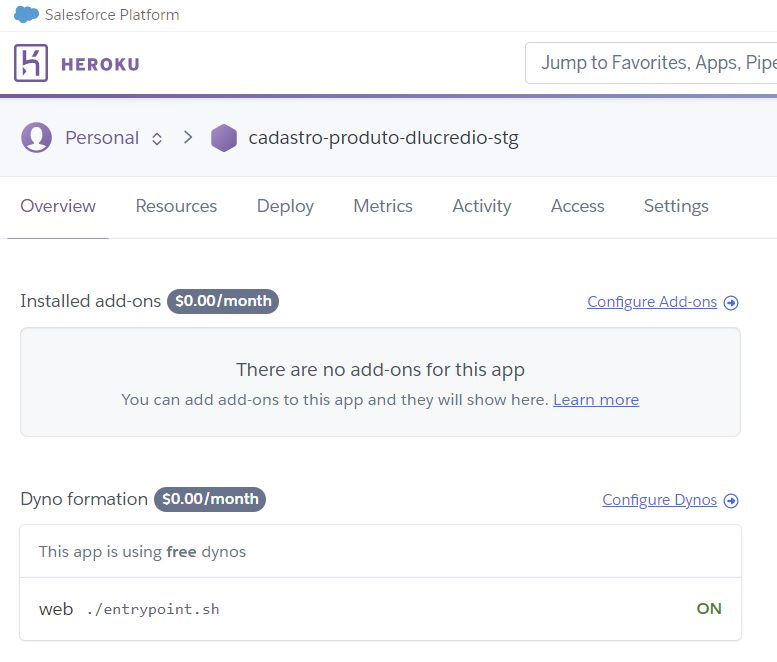 Salesforce Platform
HEROKU
Jump to Favorites, Apps, Pipe
Personal cadastro-produto-dlucredio-stg
Overview Resources Deploy Metrics Activity Access Settings
Installed add-ons $0.00/month Configure Add-ons
There are no add-ons for this app
You can add add-ons to this app and they will show here. Learn more
Dyno formation $0.00/month Configure Dynos
This app is using free dynos
web ./entrypoint.sh ON